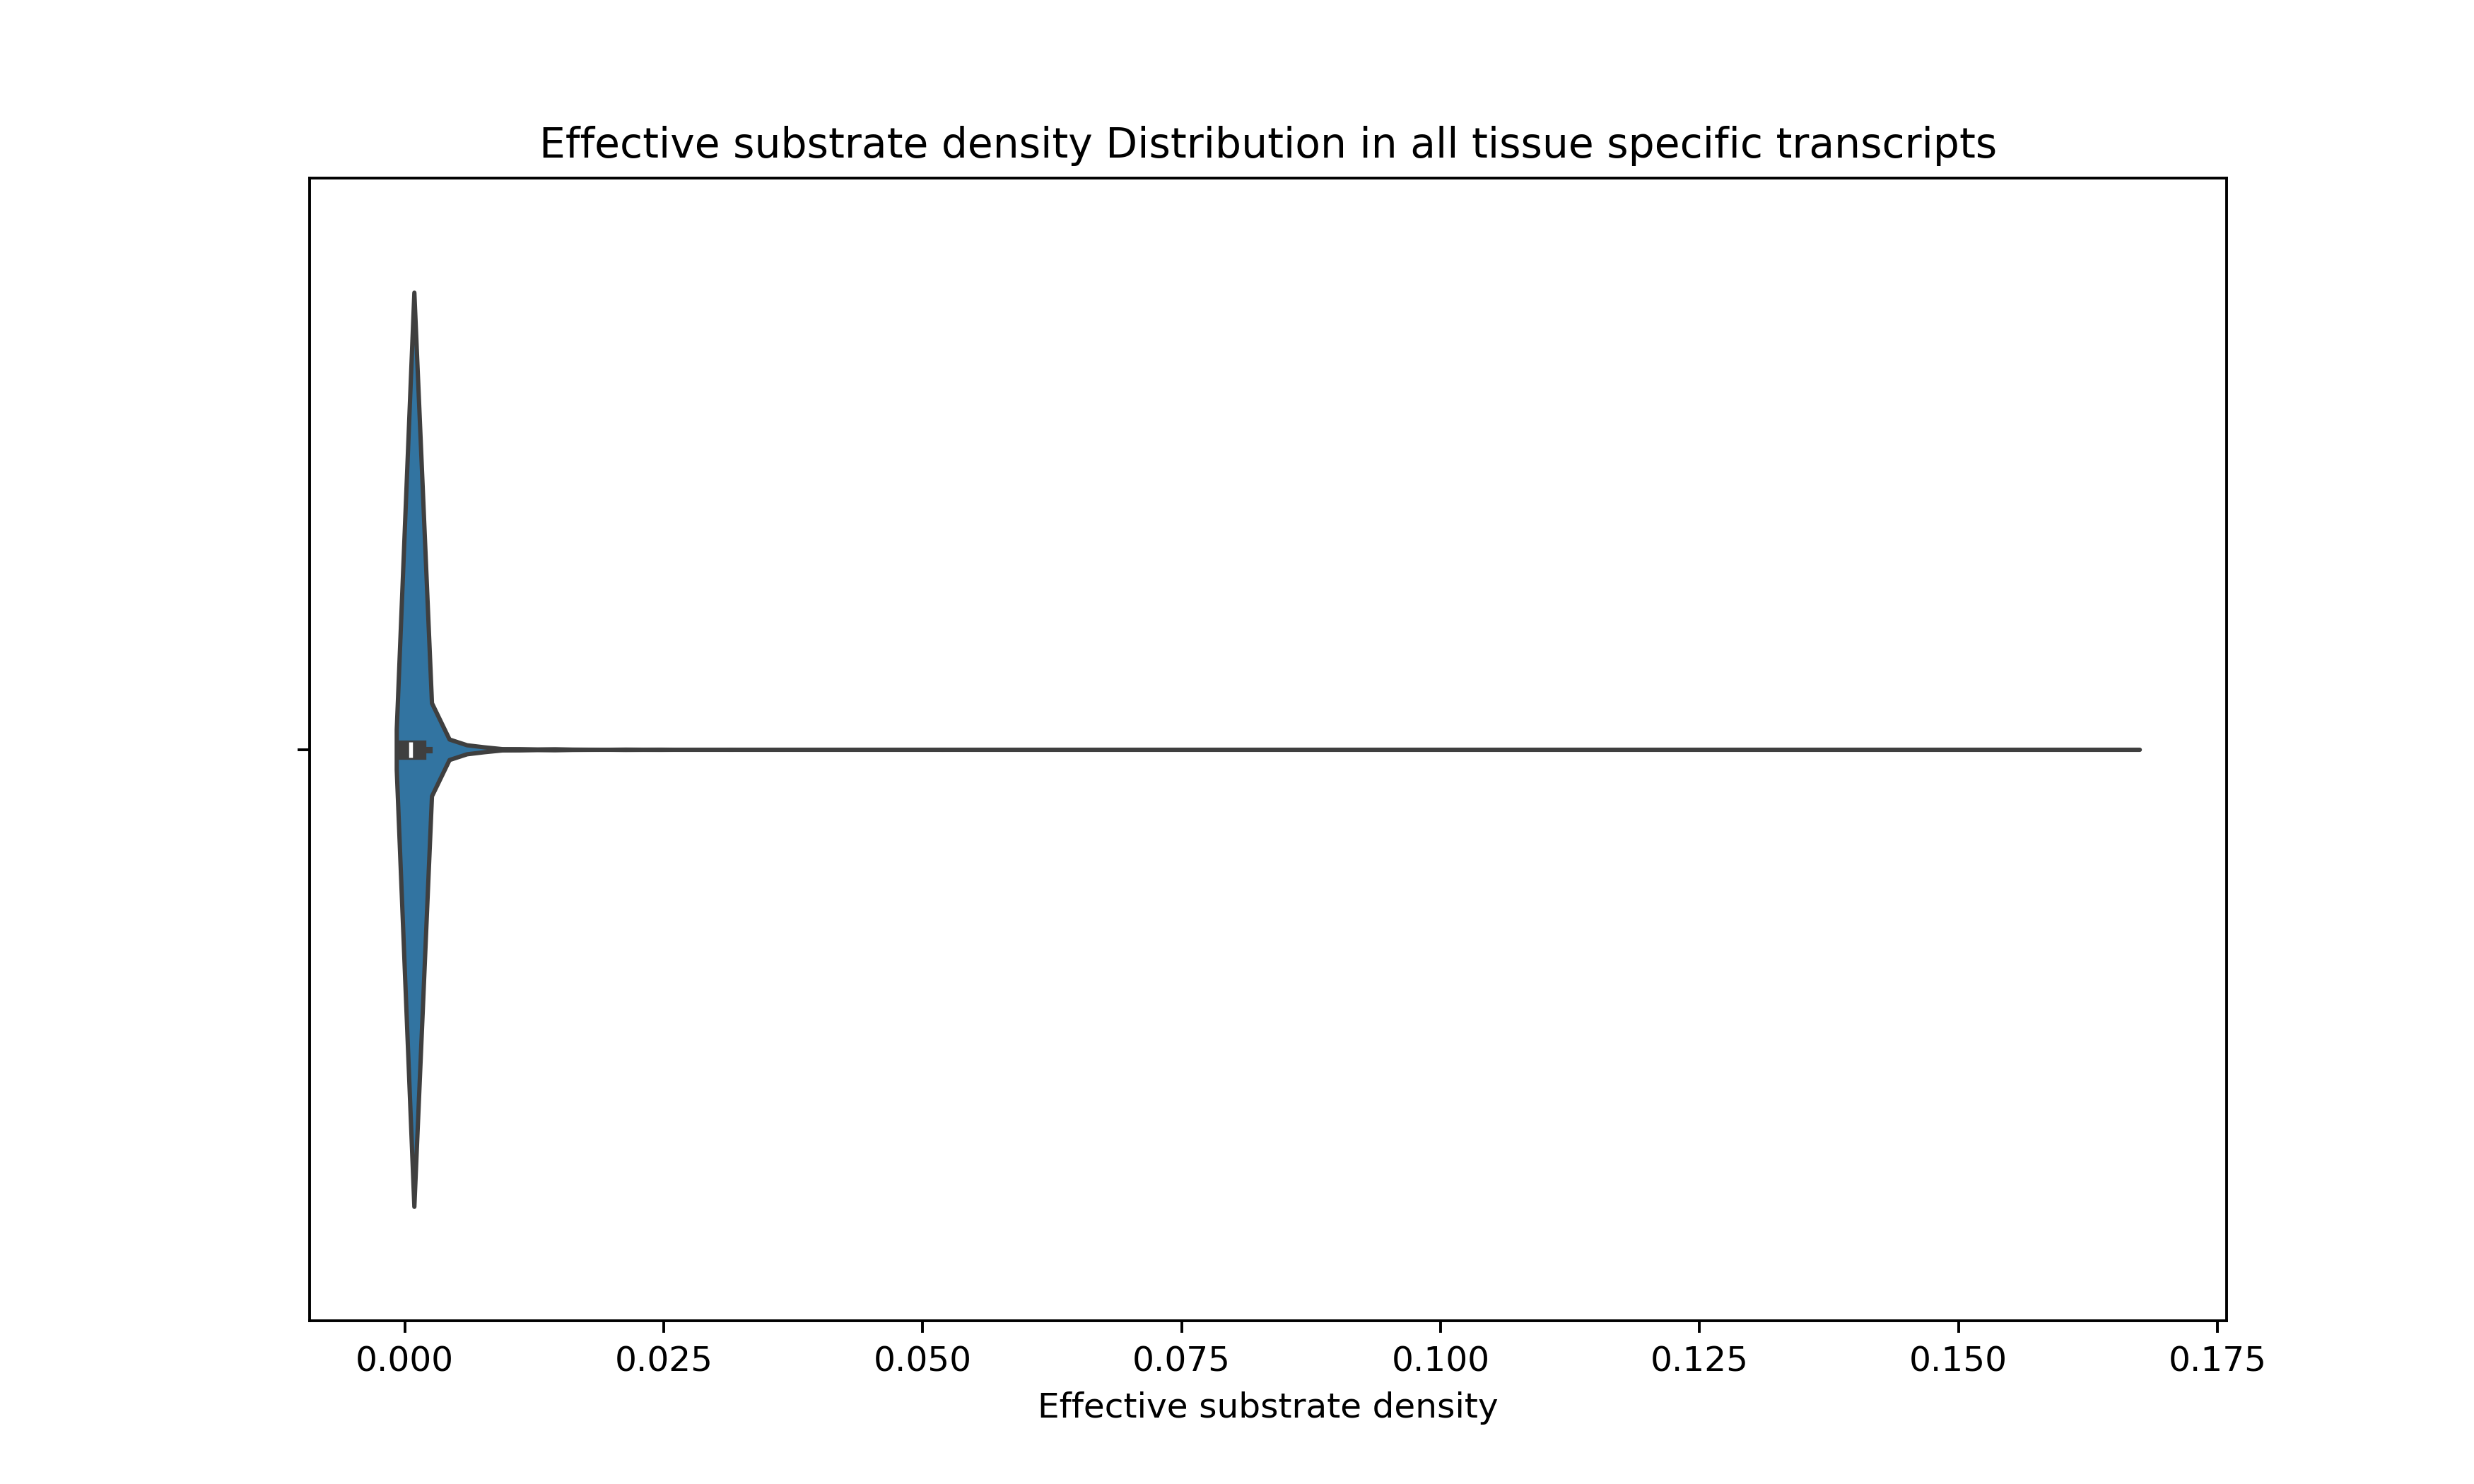 Effective substrate density Distribution in all tissue specific transcripts
0.000 0.025 0.050 0.075 0.100 0.125 0.150 0.175
Effective substrate density